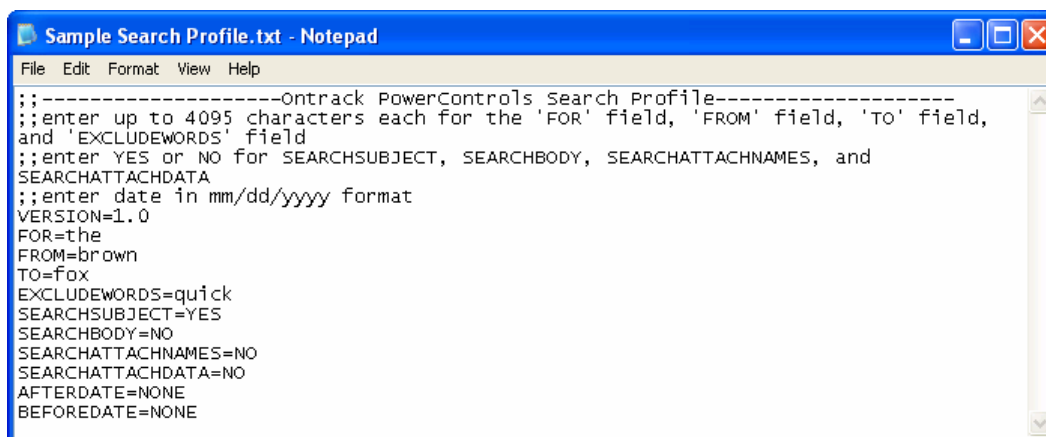 Sample Search Profile.txt - Notepad
File Edit Format View Help
;;--------------------Ontrack PowerControls Search Profile--------------------
;;enter up to 4095 characters each for the 'FOR' field, 'FROM' field, 'TO' field,
and 'EXCLUDEWORDS' field
;;enter YES or NO for SEARCHSUBJECT, SEARCHBODY, SEARCHATTACHNAMES, and
SEARCHATTACHDATA
;;enter date in mm/dd/yyyy format
VERSION=1.0
FOR=the
FROM=brown
TO=fox
EXCLUDEWORDS=quick
SEARCHSUBJECT=YES
SEARCHBODY=NO
SEARCHATTACHNAMES=NO
SEARCHATTACHDATA=NO
AFTERDATE=NONE
BEFOREDATE=NONE